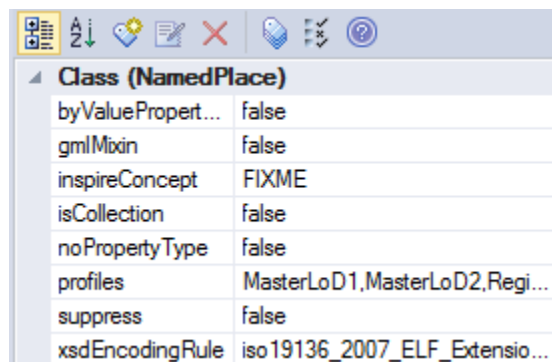 Class (NamedPlace)
byValuePropert... false
gmlMixin false
inspireConcept FIXME
isCollection false
noPropertyType false
profiles MasterLoD1,MasterLoD2,Regi...
suppress false
xsdEncodingRule iso19136_2007_ELF_Extensio...